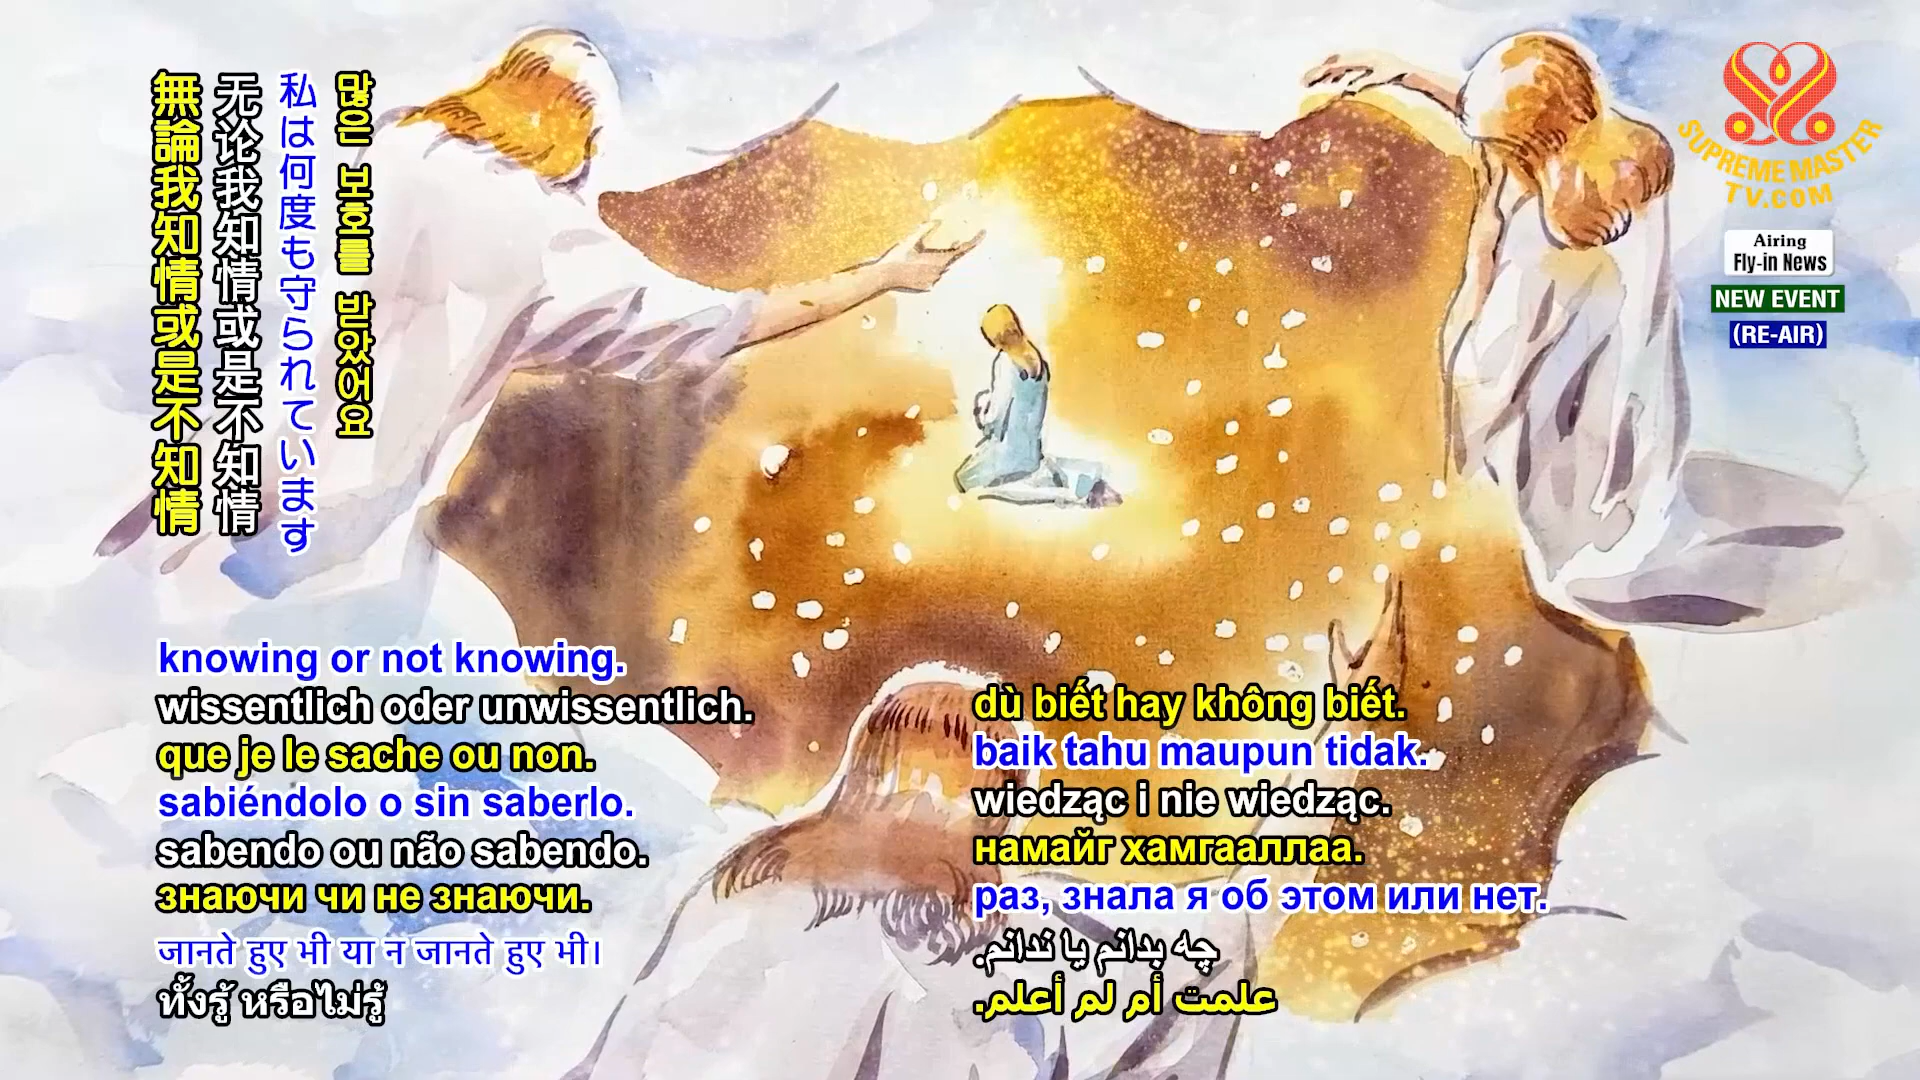 無論我知情或是不知情
无论我知情或是不知情
私は何度も守られています
많은 보호를 받았어요
SUPREME MASTER
TV.COM
Airing
Fly-in News
NEW EVENT
(RE-AIR)
knowing or not knowing.
wissentlich oder unwissentlich.
que je le sache ou non.
sabiéndolo o sin saberlo.
sabendo ou não sabendo.
знаючи чи не знаючи.
जानते हुए भी या न जानते हुए भी।
ทั้งรู้ หรือไม่รู้
dù biết hay không biết.
baik tahu maupun tidak.
wiedząc i nie wiedząc.
намайг хамгааллаа.
раз, знала я об этом или нет.
چه بدانم یا ندانم.
علمت أم لم أعلم.